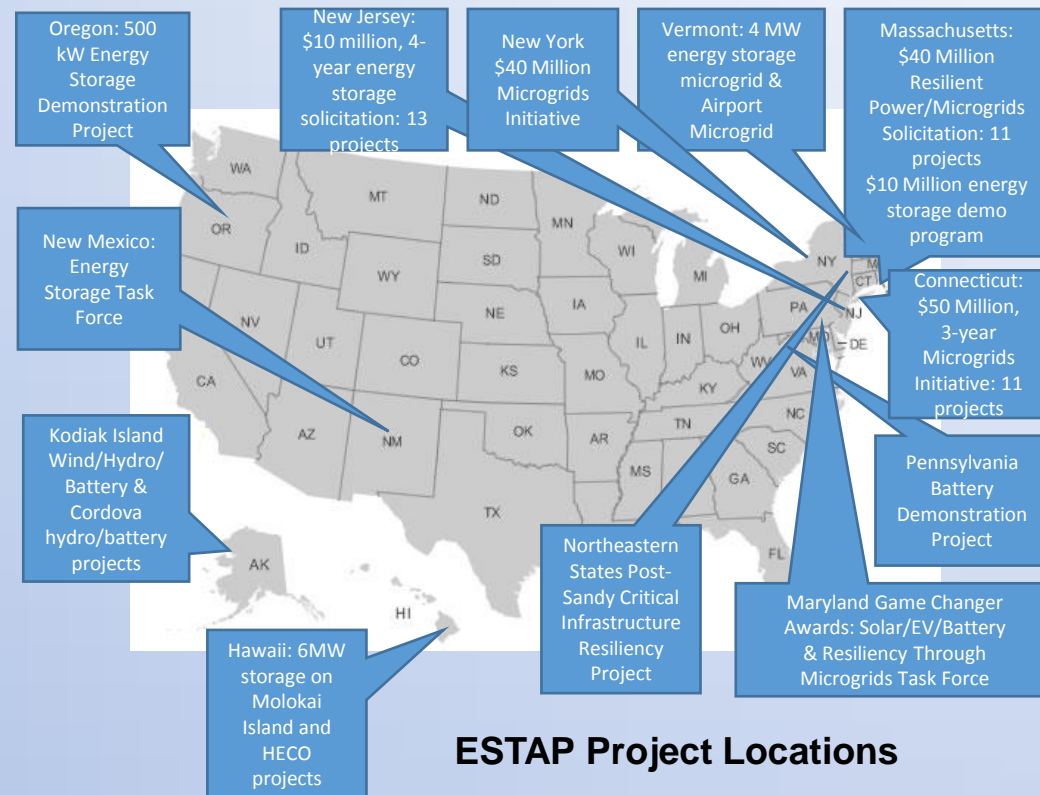 Oregon: 500
kW Energy
Storage
Demonstration
Project
New Jersey:
$10 million, 4-
year energy
storage
solicitation: 13
projects
New York
$40 Million
Microgrids
Initiative
Vermont: 4 MW
energy storage
microgrid &
Airport
Microgrid
Massachusetts:
$40 Million
Resilient
Power/Microgrids
Solicitation: 11
projects
$10 Million energy
storage demo
program
New Mexico:
Energy
Storage Task
Force
Connecticut:
$50 Million,
3-year
Microgrids
Initiative: 11
projects
Kodiak Island
Wind/Hydro/
Battery &
Cordova
hydro/battery
projects
Pennsylvania
Battery
Demonstration
Project
Northeastern
States Post-
Sandy Critical
Infrastructure
Resiliency
Project
Maryland Game Changer
Awards: Solar/EV/Battery
& Resiliency Through
Microgrids Task Force
Hawaii: 6MW
storage on
Molokai
Island and
HECO
projects
WA
OR
ID
MT
ND
MN
WI
MI
NY
CT
WY
SD
IA
NE
NV
UT
CO
KS
MO
IL
IN
OH
PA
NJ
DE
WV
VA
KY
CA
AZ
NM
OK
AR
TN
NC
SC
MS
GA
TX
FL
AK
HI
ESTAP Project Locations